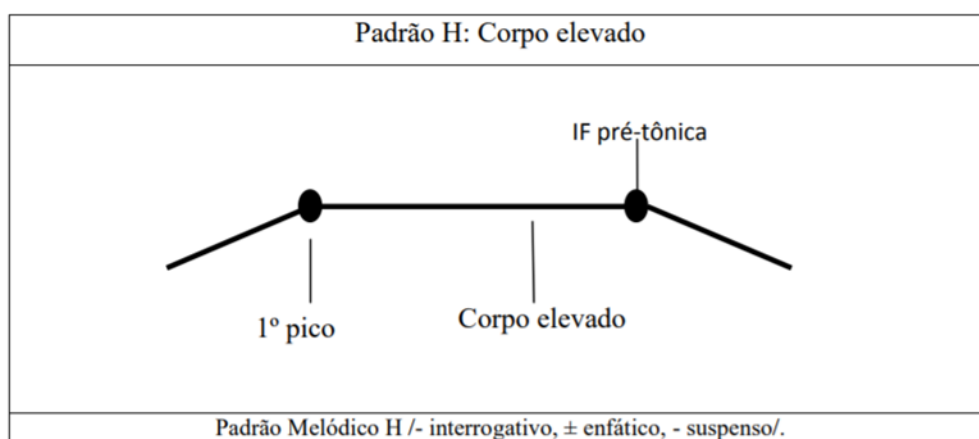 Padrão H: Corpo elevado
IF pré-tônica
1º pico
Corpo elevado
Padrão Melódico H /- interrogativo, ± enfático, - suspenso/.